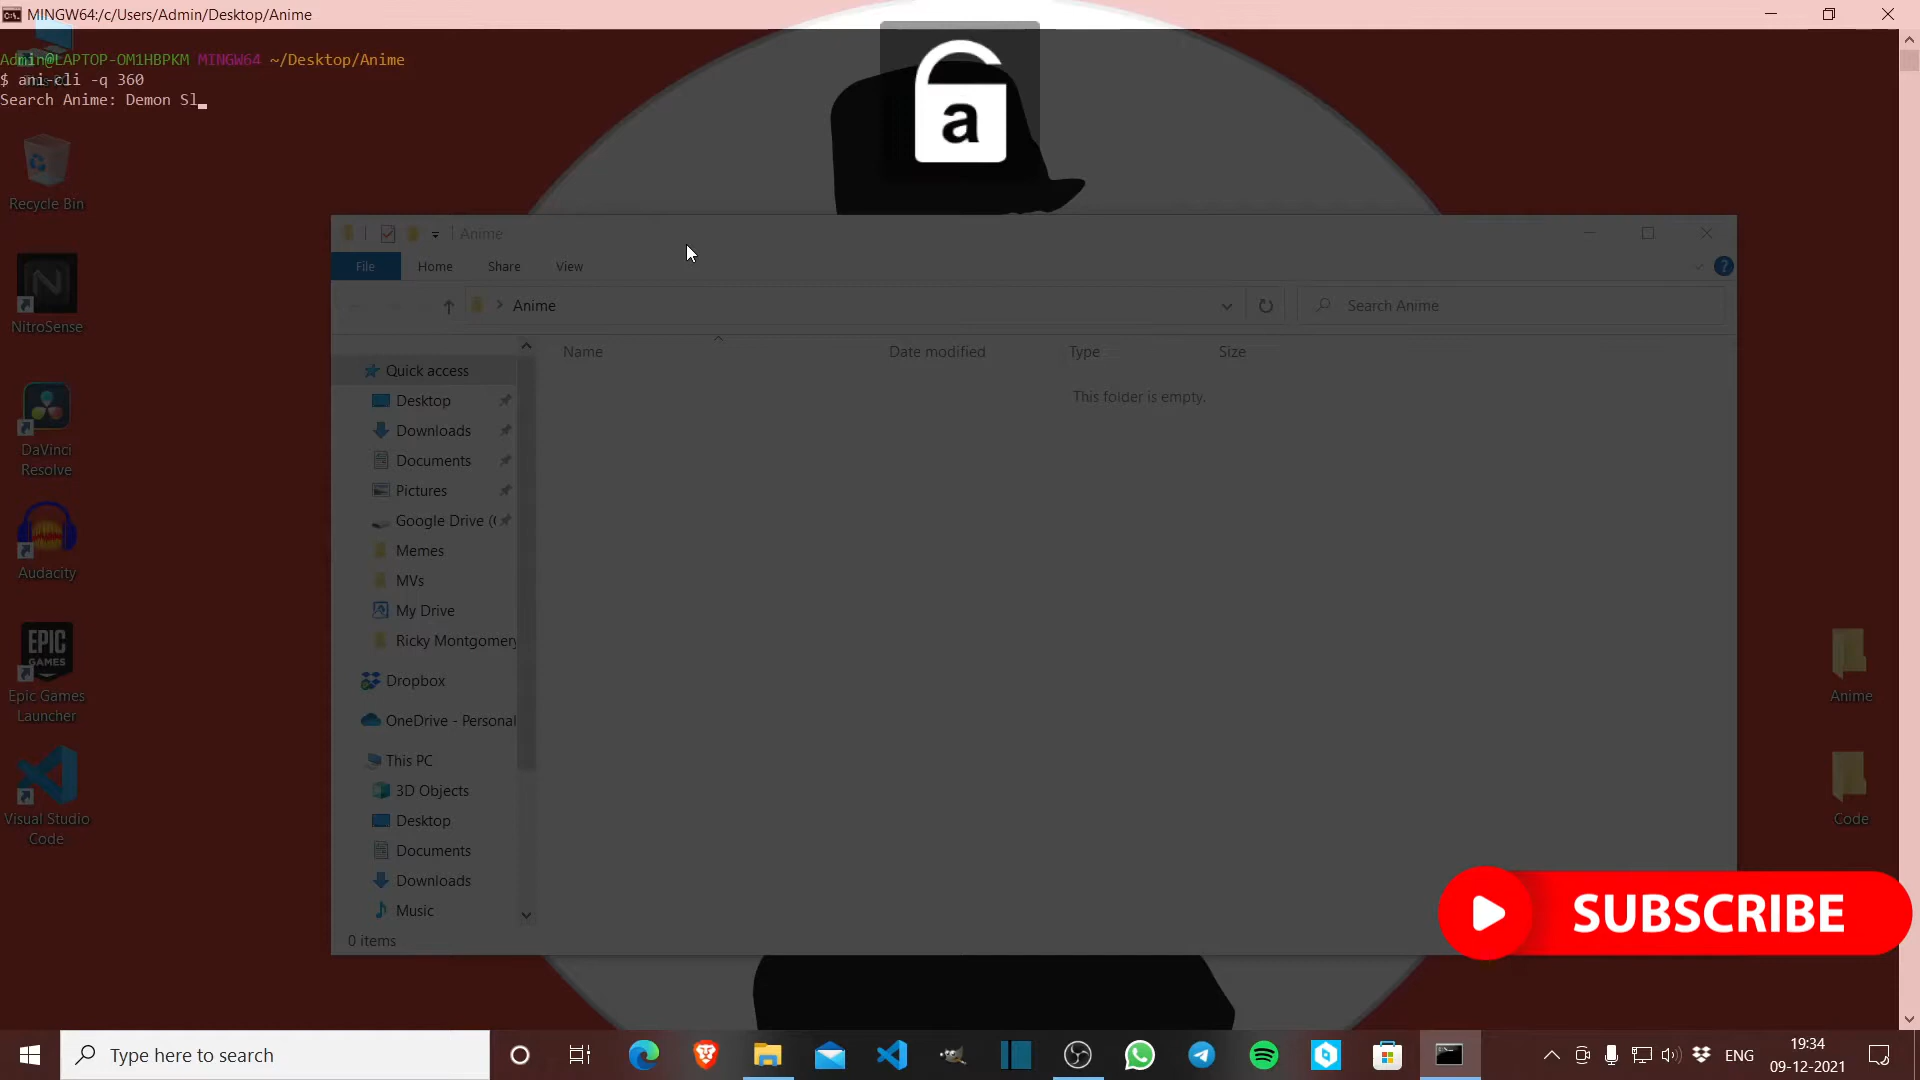 MINGW64:/c/Users/Admin/Desktop/Anime
Admin@LAPTOP-OM1HBPKM MINGW64 ~/Desktop/Anime
$ ani-cli -q 360
Search Anime: Demon Sl_
a
Recycle Bin
NitroSense
DaVinci
Resolve
Audacity
EPIC
GAMES
Epic Games
Launcher
Visual Studio
Code
Anime
File
Home
Share
View
Anime
Search Anime
Name
Date modified
Type
Size
This folder is empty.
Quick access
Desktop
Downloads
Documents
Pictures
Google Drive (
Memes
MVs
My Drive
Ricky Montgomery
Dropbox
OneDrive - Personal
This PC
3D Objects
Desktop
Documents
Downloads
Music
0 items
Anime
Code
SUBSCRIBE
Type here to search
ENG
19:34
09-12-2021